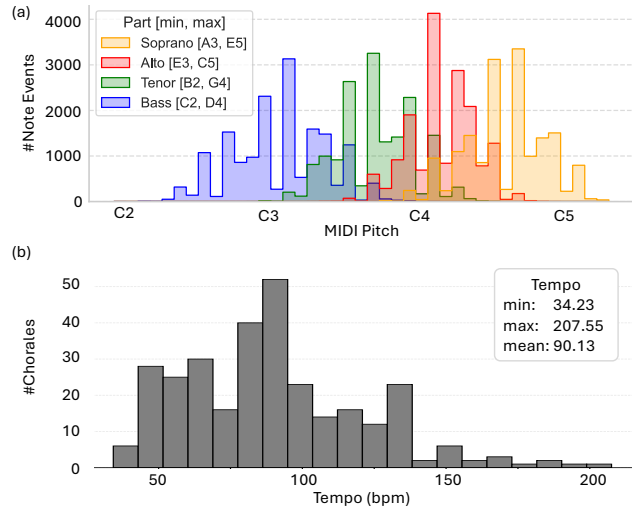 (a)
Part [min, max]
Soprano [A3, E5]
Alto [E3, C5]
Tenor [B2, G4]
Bass [C2, D4]
#Note Events
4000
3000
2000
1000
0
C2
C3
C4
C5
MIDI Pitch
(b)
Tempo
min: 34.23
max: 207.55
mean: 90.13
#Chorales
50
40
30
20
10
0
50
100
150
200
Tempo (bpm)